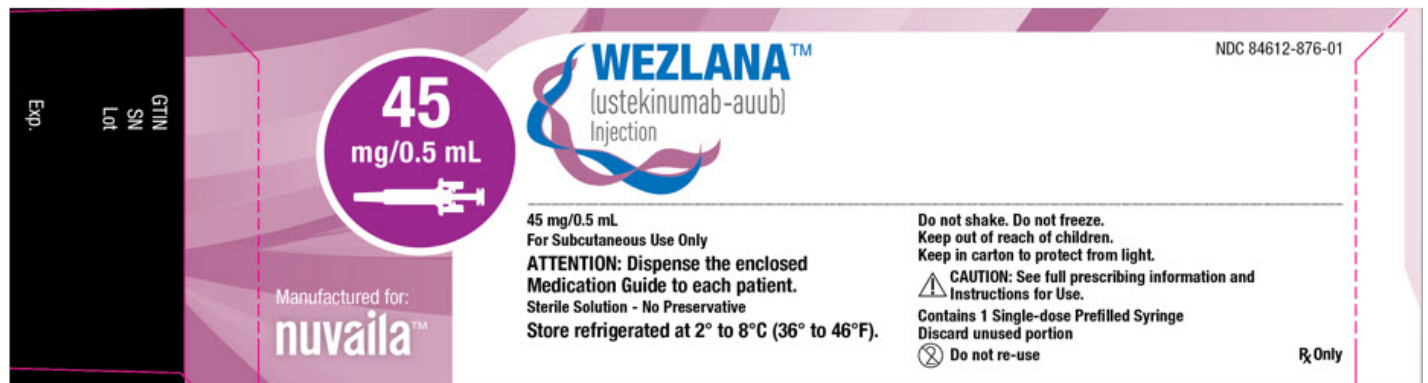 Exp.
GTIN
SN
Lot
45
mg/0.5 mL
Manufactured for:
nuvaila™
WEZLANA™
(ustekinumab-auub)
Injection
NDC 84612-876-01
45 mg/0.5 mL
For Subcutaneous Use Only
ATTENTION: Dispense the enclosed
Medication Guide to each patient.
Sterile Solution - No Preservative
Store refrigerated at 2° to 8°C (36° to 46°F).
Do not shake. Do not freeze.
Keep out of reach of children.
Keep in carton to protect from light.
CAUTION: See full prescribing information and
Instructions for Use.
Contains 1 Single-dose Prefilled Syringe
Discard unused portion
Do not re-use
℞ Only